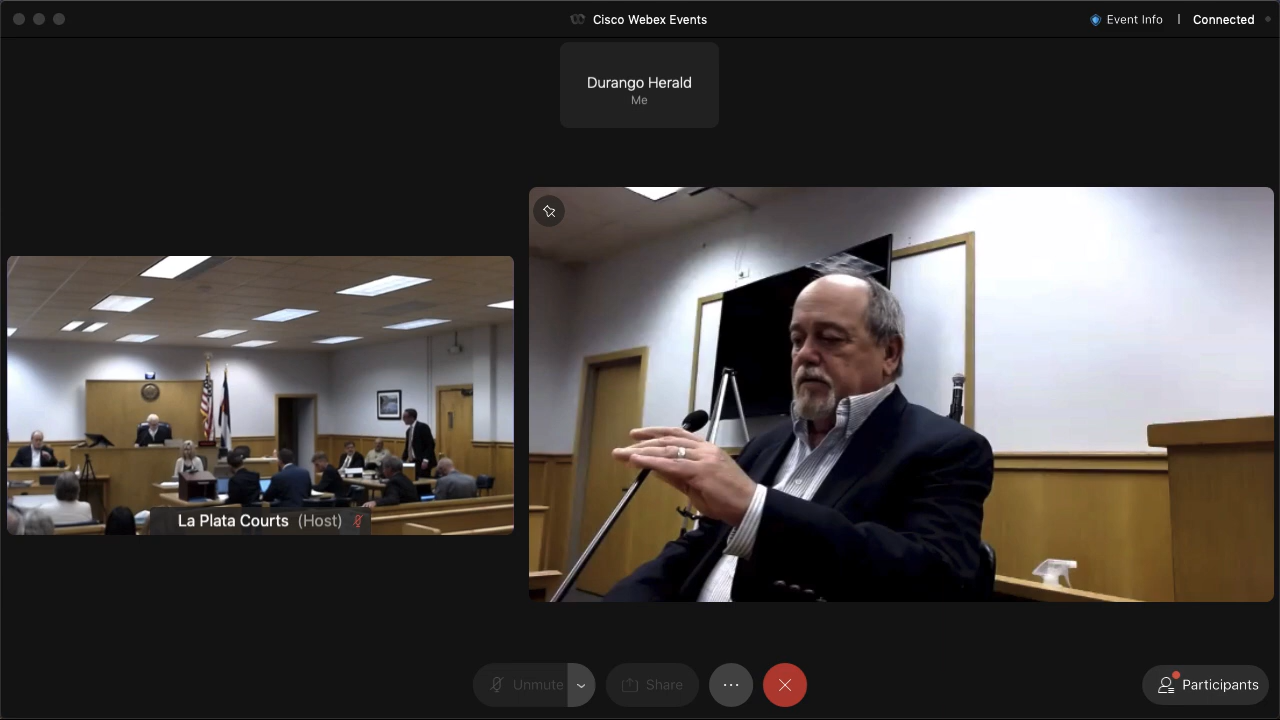 Cisco Webex Events
Event Info | Connected
Durango Herald
Me
La Plata Courts (Host)
Unmute
Share
Participants